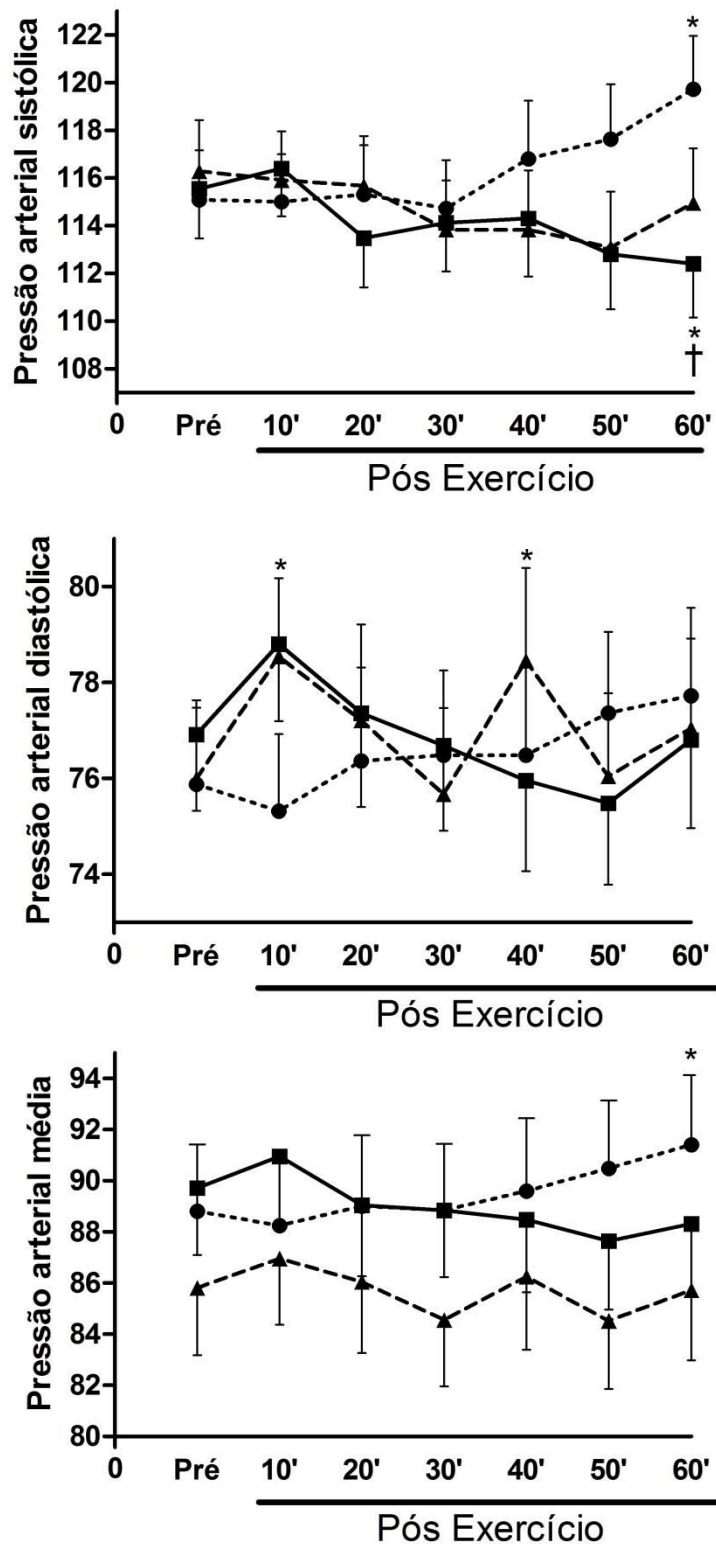 Pressão arterial sistólica
122
120
118
116
114
112
110
108
*
*
†
0 Pré 10' 20' 30' 40' 50' 60'
Pós Exercício
Pressão arterial diastólica
80
78
76
74
* *
0 Pré 10' 20' 30' 40' 50' 60'
Pós Exercício
Pressão arterial média
94
92
90
88
86
84
82
80
*
0 Pré 10' 20' 30' 40' 50' 60'
Pós Exercício